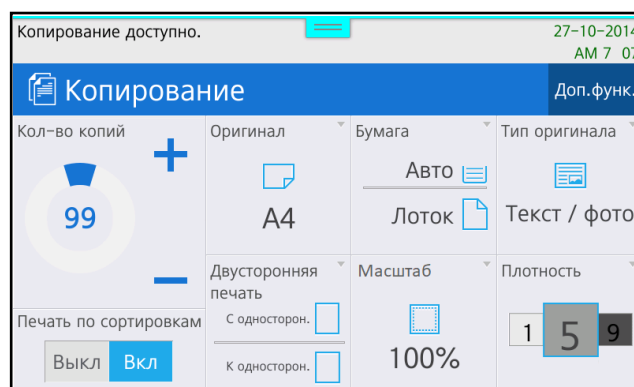 Копирование доступно.
27-10-2014
AM 7 07
Копирование
Доп.функ.
Кол-во копий
99
Оригинал
A4
Бумага
Авто
Лоток
Тип оригинала
Текст / фото
Двусторонняя
печать
С односторон.
К односторон.
Масштаб
100%
Плотность
1 5 9
Печать по сортировкам
Выкл Вкл